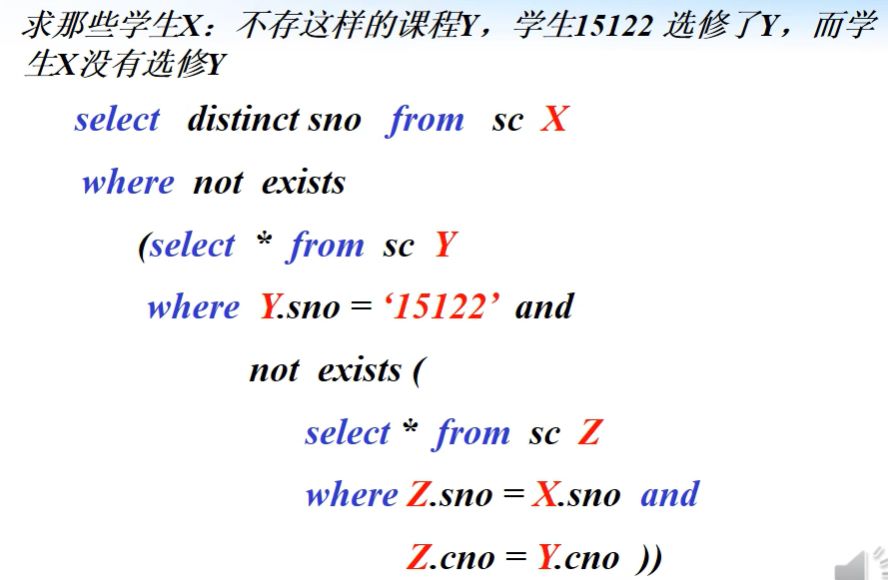 求那些学生X：不存这样的课程Y，学生15122 选修了Y，而学
生X没有选修Y
select distinct sno from sc X
where not exists
(select * from sc Y
where Y.sno = ‘15122’ and
not exists (
select * from sc Z
where Z.sno = X.sno and
Z.cno = Y.cno ))